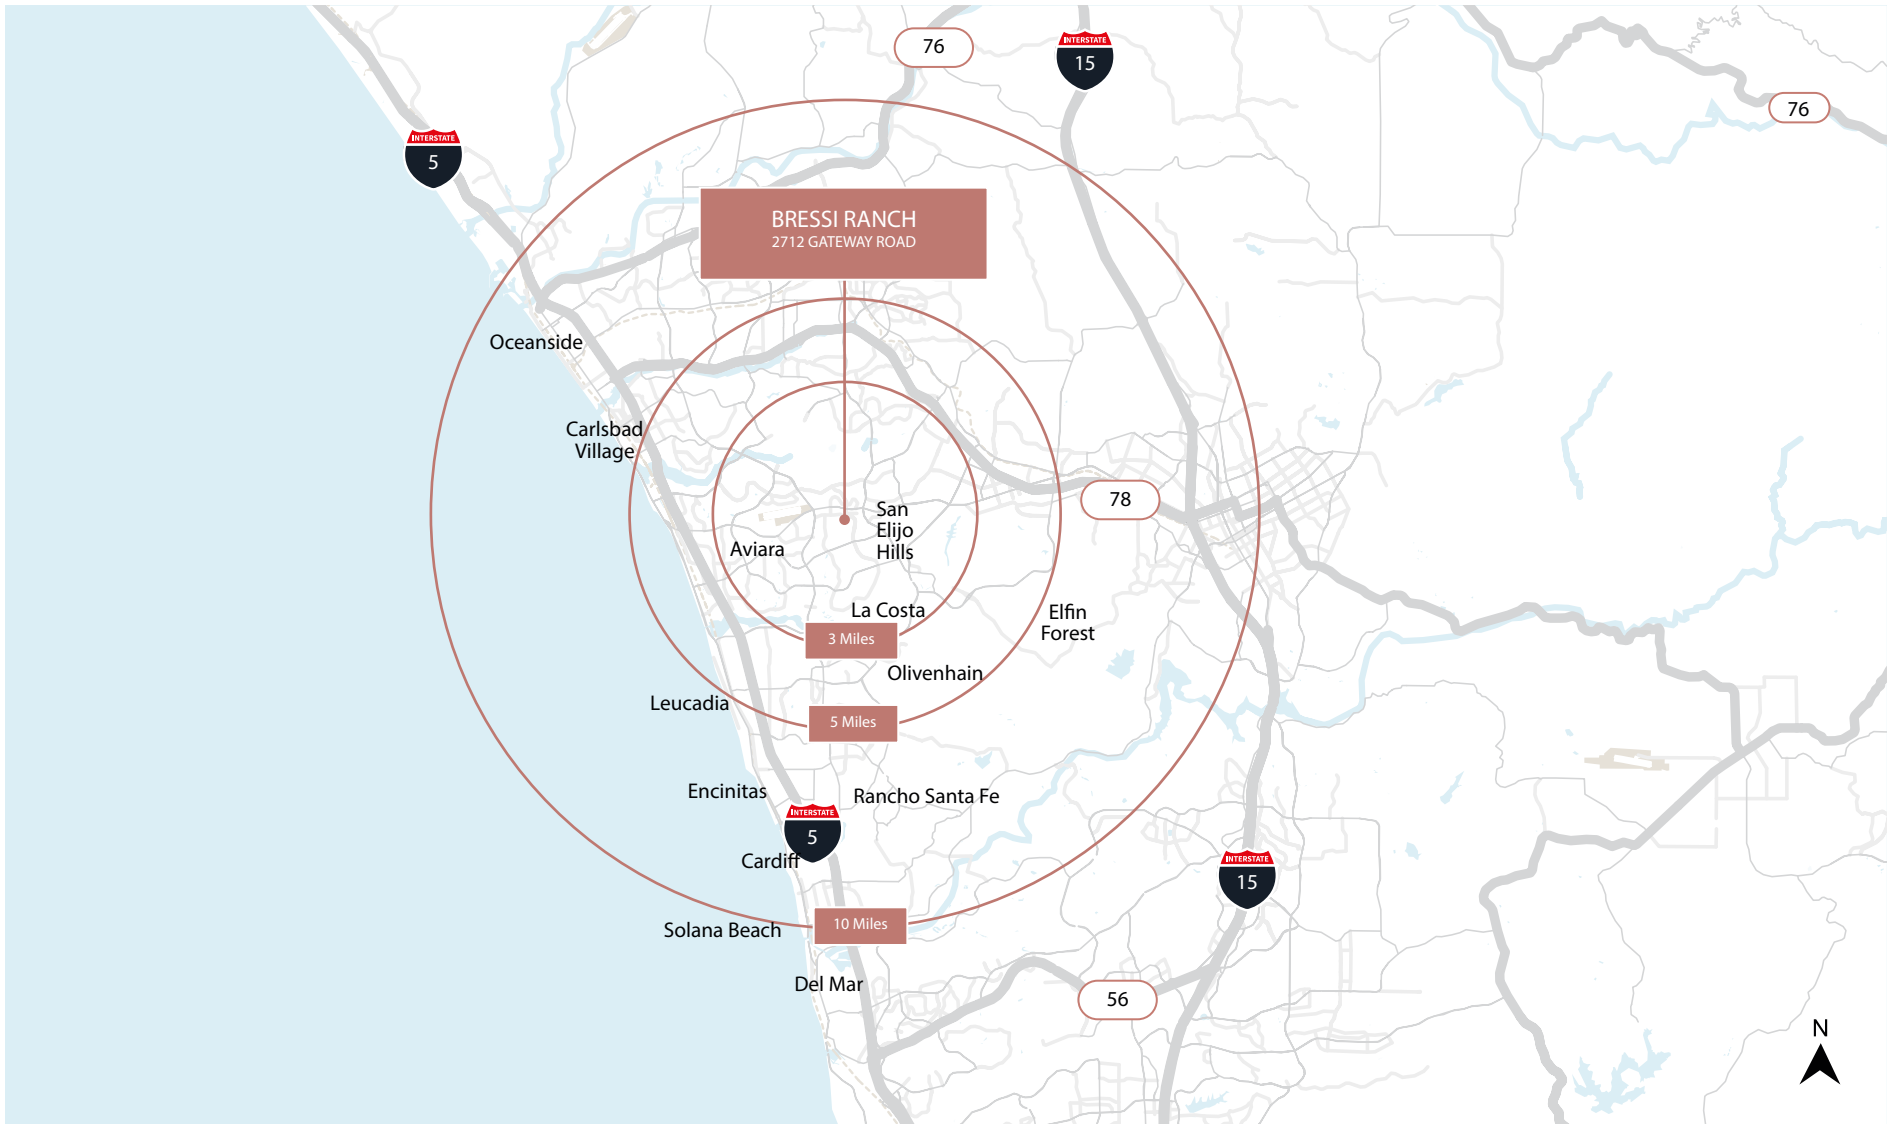 76
INTERSTATE
15
76
INTERSTATE
5
BRESSI RANCH
2712 GATEWAY ROAD
Oceanside
Carlsbad
Village
78
San
Elijo
Hills
Aviara
La Costa
Elfin
Forest
3 Miles
Olivenhain
Leucadia
5 Miles
Encinitas
Rancho Santa Fe
INTERSTATE
5
Cardiff
INTERSTATE
15
10 Miles
Solana Beach
Del Mar
56
N